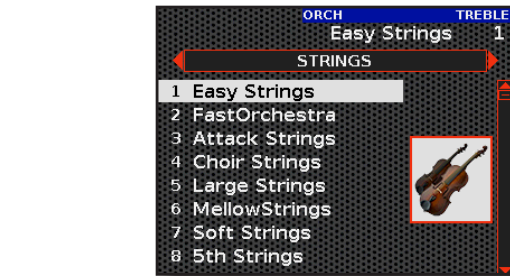 ORCH TREBLE
Easy Strings 1
STRINGS
1 Easy Strings
2 FastOrchestra
3 Attack Strings
4 Choir Strings
5 Large Strings
6 MellowStrings
7 Soft Strings
8 5th Strings